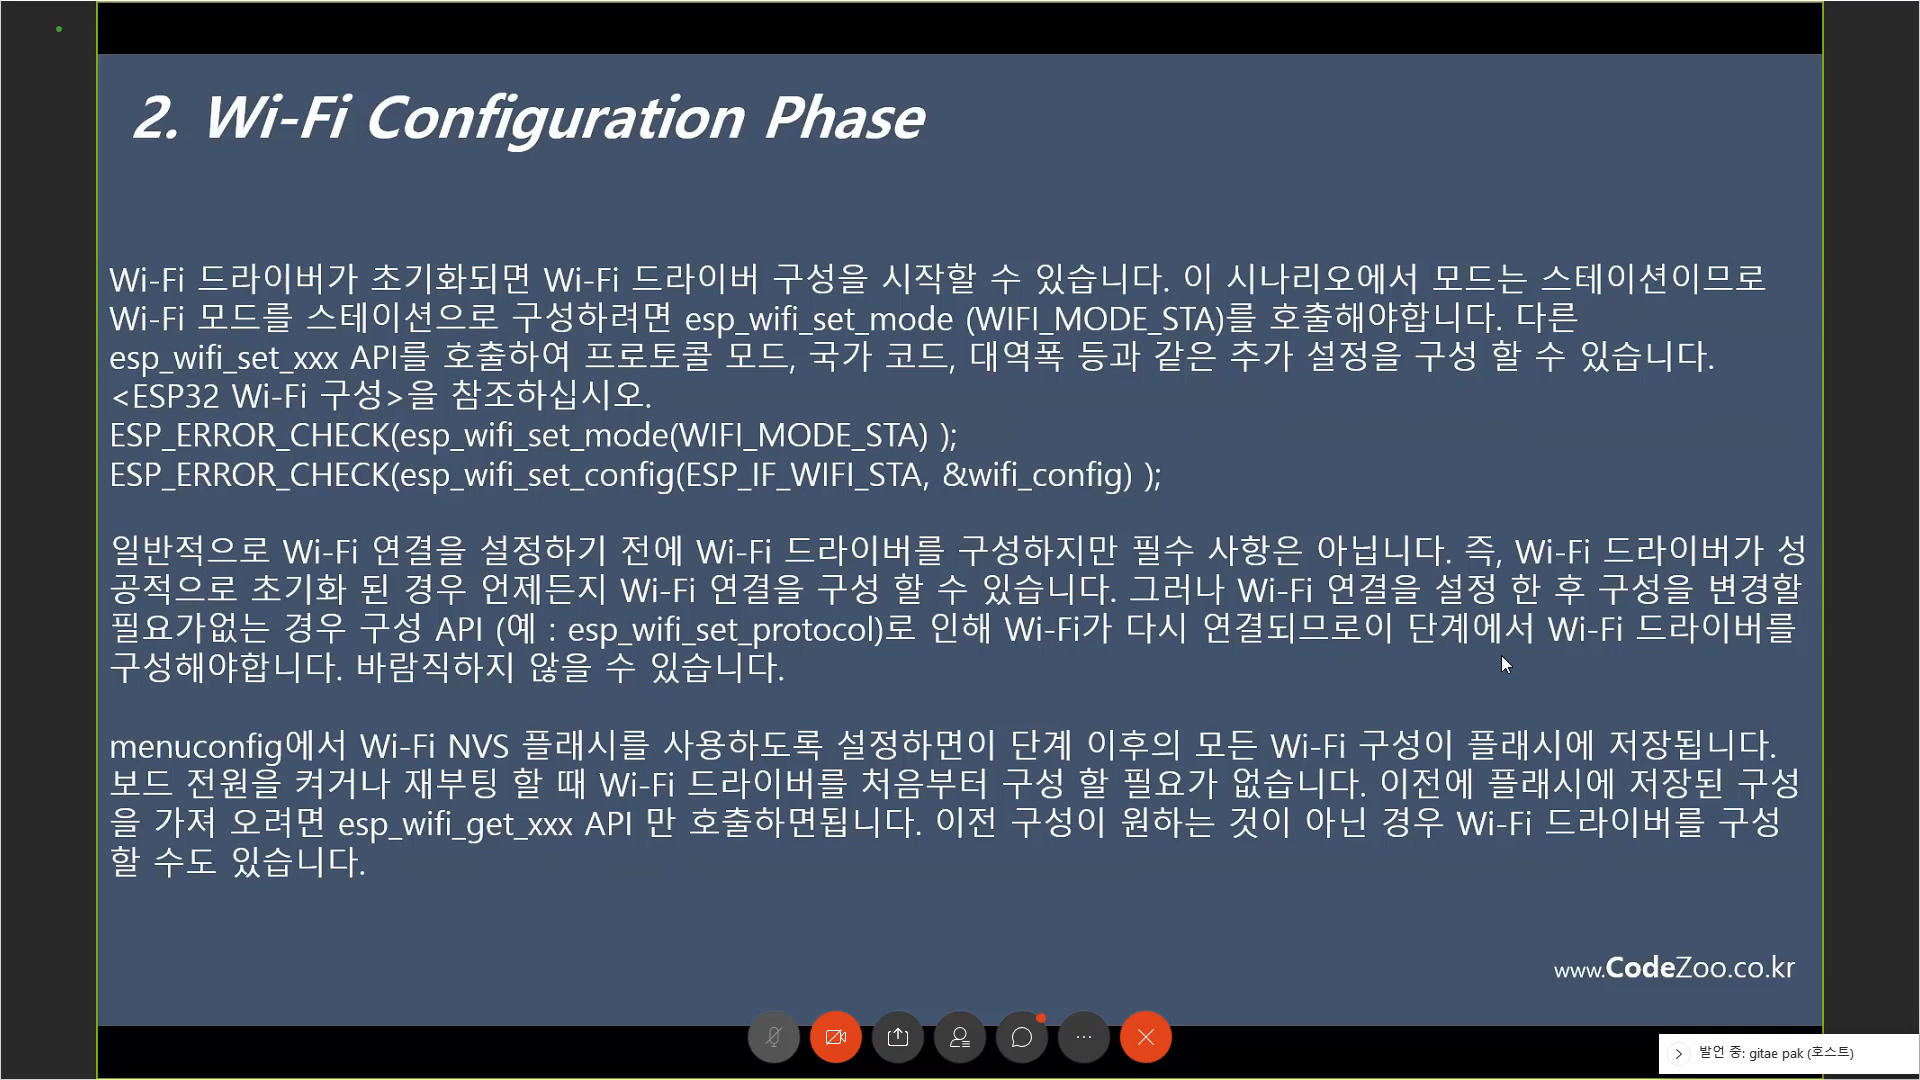 2. Wi-Fi Configuration Phase
Wi-Fi 드라이버가 초기화되면 Wi-Fi 드라이버 구성을 시작할 수 있습니다. 이 시나리오에서 모드는 스테이션이므로
Wi-Fi 모드를 스테이션으로 구성하려면 esp_wifi_set_mode (WIFI_MODE_STA)를 호출해야합니다. 다른
esp_wifi_set_xxx API를 호출하여 프로토콜 모드, 국가 코드, 대역폭 등과 같은 추가 설정을 구성 할 수 있습니다.
<ESP32 Wi-Fi 구성>을 참조하십시오.
ESP_ERROR_CHECK(esp_wifi_set_mode(WIFI_MODE_STA) );
ESP_ERROR_CHECK(esp_wifi_set_config(ESP_IF_WIFI_STA, &wifi_config) );
일반적으로 Wi-Fi 연결을 설정하기 전에 Wi-Fi 드라이버를 구성하지만 필수 사항은 아닙니다. 즉, Wi-Fi 드라이버가 성
공적으로 초기화 된 경우 언제든지 Wi-Fi 연결을 구성 할 수 있습니다. 그러나 Wi-Fi 연결을 설정 한 후 구성을 변경할
필요가없는 경우 구성 API (예 : esp_wifi_set_protocol)로 인해 Wi-Fi가 다시 연결되므로이 단계에서 Wi-Fi 드라이버를
구성해야합니다. 바람직하지 않을 수 있습니다.
menuconfig에서 Wi-Fi NVS 플래시를 사용하도록 설정하면이 단계 이후의 모든 Wi-Fi 구성이 플래시에 저장됩니다.
보드 전원을 켜거나 재부팅 할 때 Wi-Fi 드라이버를 처음부터 구성 할 필요가 없습니다. 이전에 플래시에 저장된 구성
을 가져 오려면 esp_wifi_get_xxx API 만 호출하면됩니다. 이전 구성이 원하는 것이 아닌 경우 Wi-Fi 드라이버를 구성
할 수도 있습니다.
www.CodeZoo.co.kr
발언 중: gitae pak (호스트)